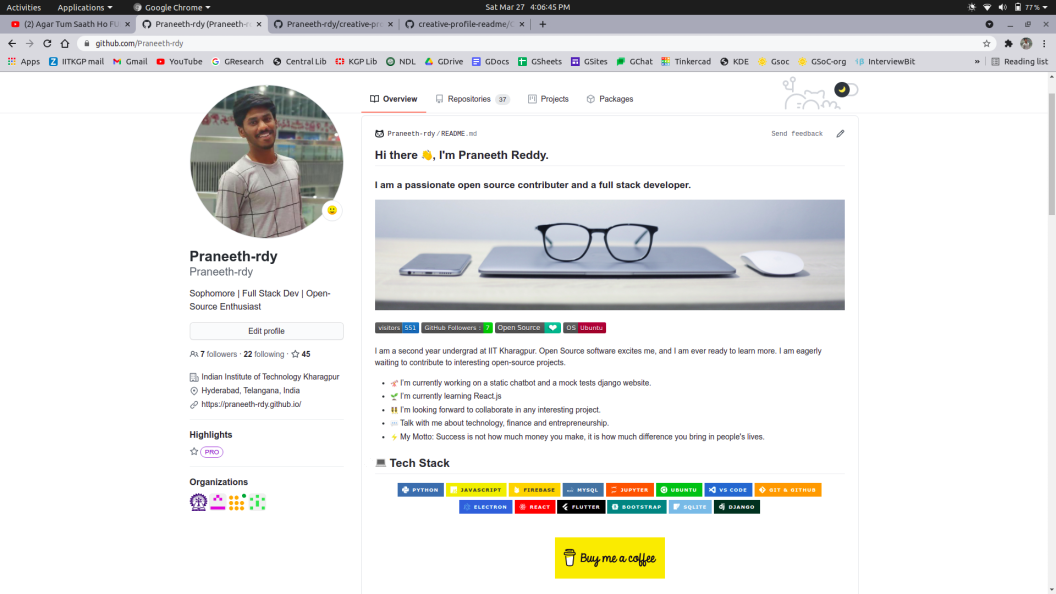 Activities Applications Google Chrome Sat Mar 27 4:06:45 PM 77 %
(2) Agar Tum Saath Ho FU Praneeth-rdy (Praneeth-r Praneeth-rdy/creative-pro creative-profile-readme/
github.com/Praneeth-rdy
Apps IITKGP mail Gmail YouTube GResearch Central Lib KGP Lib NDL GDrive GDocs GSheets GSites GChat Tinkercad KDE Gsoc GSoC-org InterviewBit » Reading list
Overview Repositories 37 Projects Packages
Praneeth-rdy/README.md Send feedback
Hi there 👋, I'm Praneeth Reddy.
I am a passionate open source contributer and a full stack developer.
visitors 551 GitHub Followers : 7 Open Source OS Ubuntu
I am a second year undergrad at IIT Kharagpur. Open Source software excites me, and I am ever ready to learn more. I am eagerly
waiting to contribute to interesting open-source projects.
I'm currently working on a static chatbot and a mock tests django website.
I'm currently learning React.js
I'm looking forward to collaborate in any interesting project.
Talk with me about technology, finance and entrepreneurship.
My Motto: Success is not how much money you make, it is how much difference you bring in people's lives.
Tech Stack
PYTHON JAVASCRIPT FIREBASE MYSQL JUPYTER UBUNTU VS CODE GIT & GITHUB
ELECTRON REACT FLUTTER BOOTSTRAP SQLITE DJANGO
Buy me a coffee
Praneeth-rdy
Praneeth-rdy
Sophomore | Full Stack Dev | Open-
Source Enthusiast
Edit profile
7 followers · 22 following · 45
Indian Institute of Technology Kharagpur
Hyderabad, Telangana, India
https://praneeth-rdy.github.io/
Highlights
PRO
Organizations